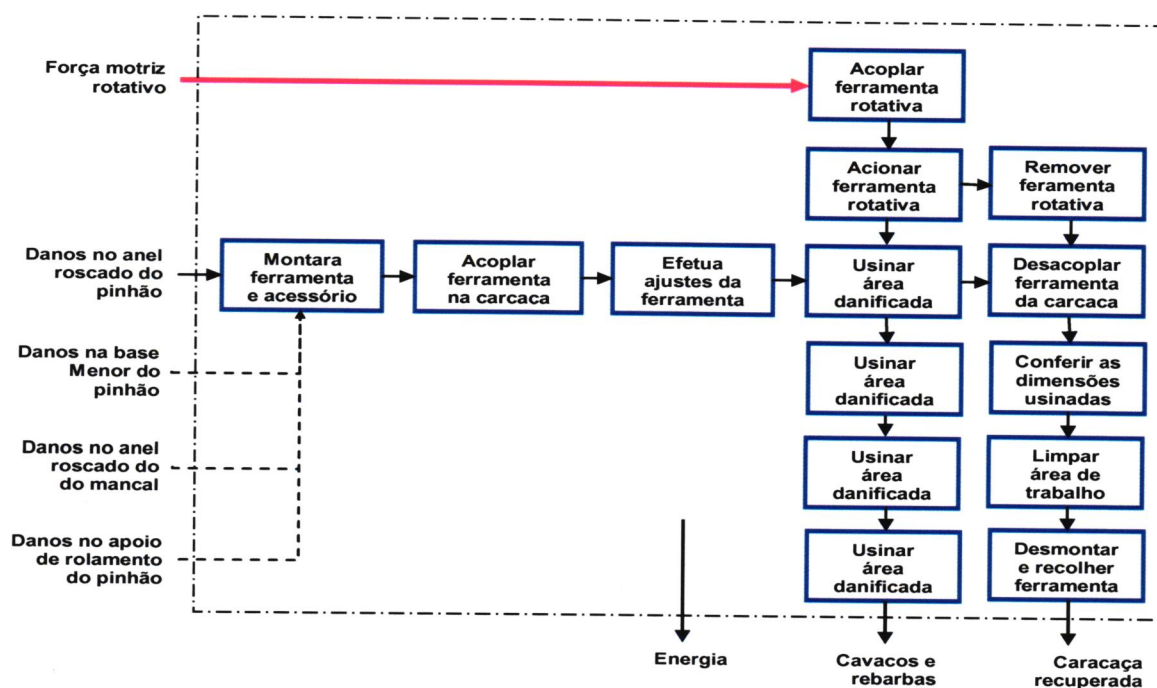 Força motriz
rotativo
Acoplar
ferramenta
rotativa
Acionar
ferramenta
rotativa
Remover
feramenta
rotativa
Danos no anel
roscado do
pinhão
Montara
ferramenta
e acessório
Acoplar
ferramenta
na carcaca
Efetua
ajustes da
ferramenta
Usinar
área
danificada
Desacoplar
ferramenta
da carcaca
Danos na base
Menor do
pinhão
Usinar
área
danificada
Conferir as
dimensões
usinadas
Danos no anel
roscado do
do mancal
Usinar
área
danificada
Limpar
área de
trabalho
Danos no apoio
de rolamento
do pinhão
Usinar
área
danificada
Desmontar
e recolher
ferramenta
Energia
Cavacos e
rebarbas
Caracaça
recuperada